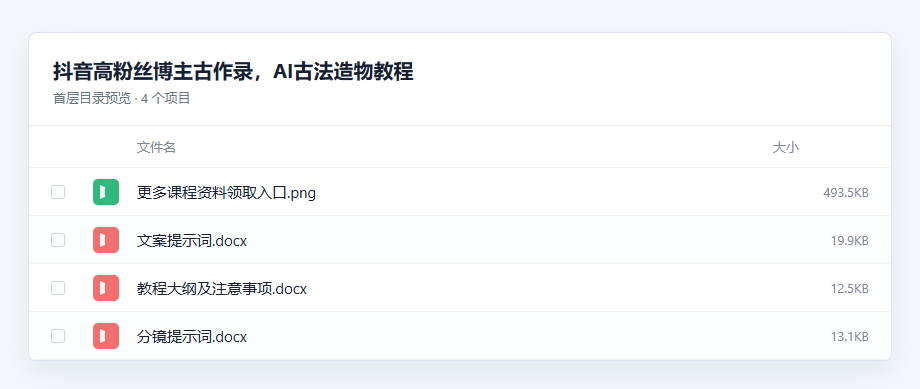 抖音高粉丝博主古作录，AI古法造物教程
首层目录预览 · 4 个项目
文件名 大小
更多课程资料领取入口.png 493.5KB
文案提示词.docx 19.9KB
教程大纲及注意事项.docx 12.5KB
分镜提示词.docx 13.1KB